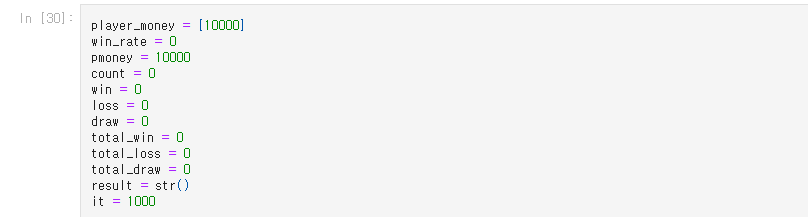 In [30]:
player_money = [10000]
win_rate = 0
pmoney = 10000
count = 0
win = 0
loss = 0
draw = 0
total_win = 0
total_loss = 0
total_draw = 0
result = str()
it = 1000